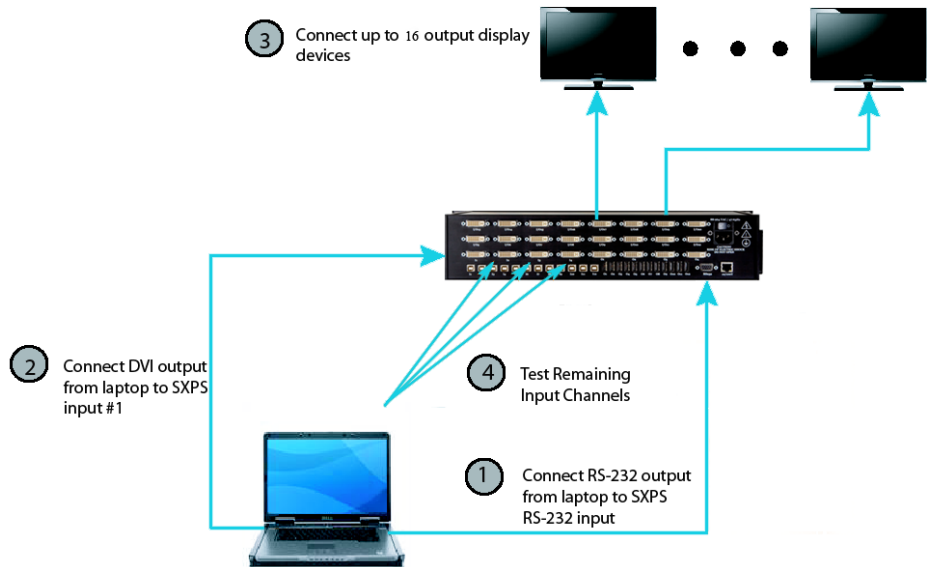 3
Connect up to 16 output display
devices
2
Connect DVI output
from laptop to SXPS
input #1
4
Test Remaining
Input Channels
1
Connect RS-232 output
from laptop to SXPS
RS-232 input
DELL